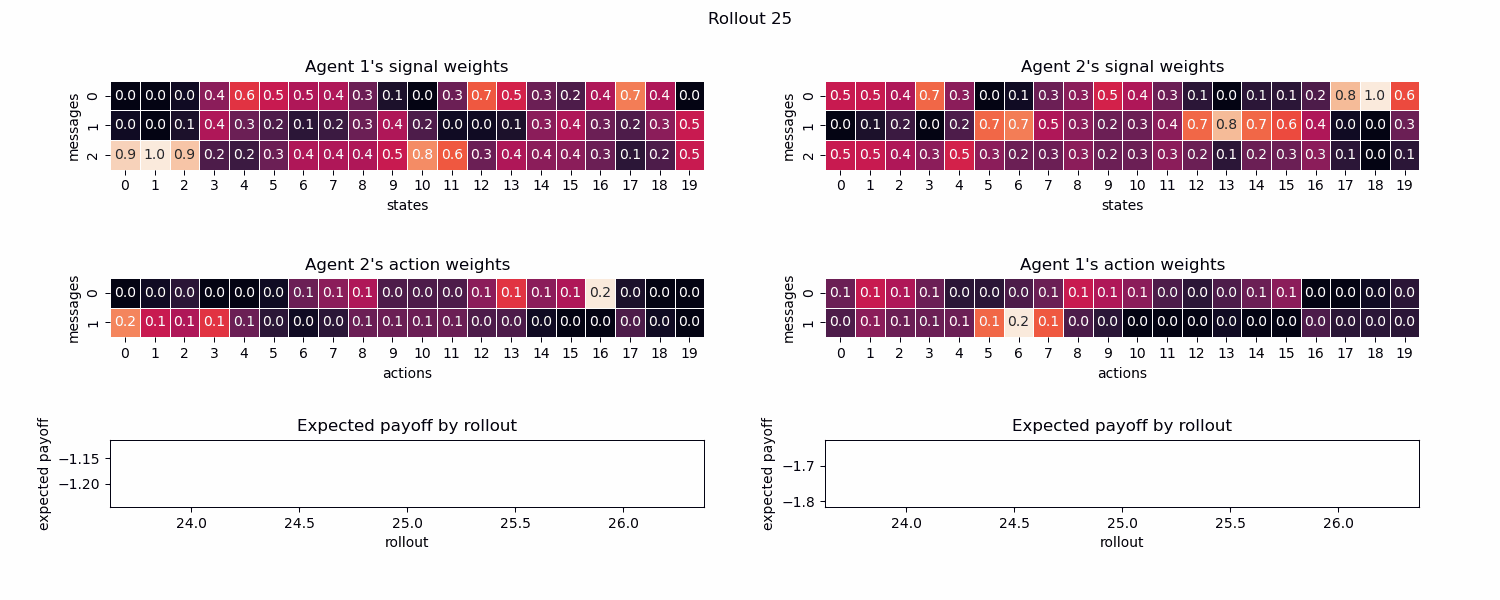 Rollout 25
Agent 1's signal weights
messages
0 0.0 0.0 0.0 0.4 0.6 0.5 0.5 0.4 0.3 0.1 0.0 0.3 0.7 0.5 0.3 0.2 0.4 0.7 0.4 0.0
1 0.0 0.0 0.1 0.4 0.3 0.2 0.1 0.2 0.3 0.4 0.2 0.0 0.0 0.1 0.3 0.4 0.3 0.2 0.3 0.5
2 0.9 1.0 0.9 0.2 0.2 0.3 0.4 0.4 0.4 0.5 0.8 0.6 0.3 0.4 0.4 0.4 0.3 0.1 0.2 0.5
0 1 2 3 4 5 6 7 8 9 10 11 12 13 14 15 16 17 18 19
states
Agent 2's signal weights
messages
0 0.5 0.5 0.4 0.7 0.3 0.0 0.1 0.3 0.3 0.5 0.4 0.3 0.1 0.0 0.1 0.1 0.2 0.8 1.0 0.6
1 0.0 0.1 0.2 0.0 0.2 0.7 0.7 0.5 0.3 0.2 0.3 0.4 0.7 0.8 0.7 0.6 0.4 0.0 0.0 0.3
2 0.5 0.5 0.4 0.3 0.5 0.3 0.2 0.3 0.3 0.2 0.3 0.3 0.2 0.1 0.2 0.3 0.3 0.1 0.0 0.1
0 1 2 3 4 5 6 7 8 9 10 11 12 13 14 15 16 17 18 19
states
Agent 2's action weights
messages
0 0.0 0.0 0.0 0.0 0.0 0.0 0.1 0.1 0.1 0.0 0.0 0.0 0.1 0.1 0.1 0.1 0.2 0.0 0.0 0.0
1 0.2 0.1 0.1 0.1 0.1 0.0 0.0 0.0 0.1 0.1 0.1 0.1 0.0 0.0 0.0 0.0 0.0 0.0 0.0 0.0
0 1 2 3 4 5 6 7 8 9 10 11 12 13 14 15 16 17 18 19
actions
Agent 1's action weights
messages
0 0.1 0.1 0.1 0.1 0.0 0.0 0.0 0.1 0.1 0.1 0.1 0.0 0.0 0.0 0.1 0.1 0.0 0.0 0.0 0.0
1 0.0 0.1 0.1 0.1 0.1 0.1 0.2 0.1 0.0 0.0 0.0 0.0 0.0 0.0 0.0 0.0 0.0 0.0 0.0 0.0
0 1 2 3 4 5 6 7 8 9 10 11 12 13 14 15 16 17 18 19
actions
Expected payoff by rollout
expected payoff
−1.15
−1.20
24.0 24.5 25.0 25.5 26.0
rollout
Expected payoff by rollout
expected payoff
−1.7
−1.8
24.0 24.5 25.0 25.5 26.0
rollout